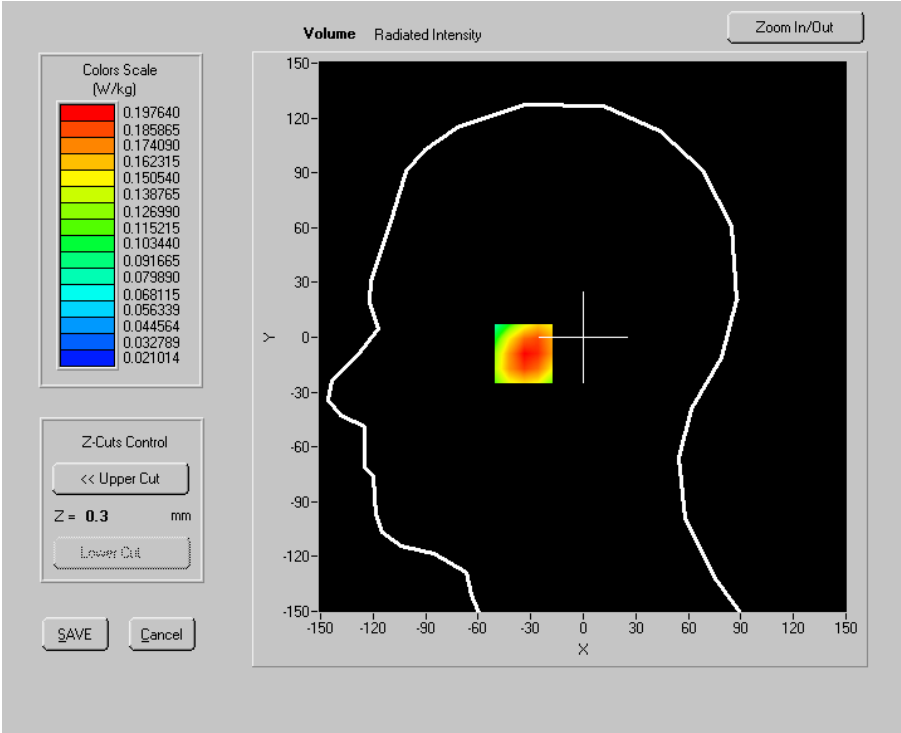 Volume Radiated Intensity
Zoom In/Out
Colors Scale
(W/kg)
0.197640
0.185865
0.174090
0.162315
0.150540
0.138765
0.126990
0.115215
0.103440
0.091665
0.079890
0.068115
0.056339
0.044564
0.032789
0.021014
Z-Cuts Control
<< Upper Cut
Z = 0.3 mm
Lower Cut
SAVE
Cancel
150
120
90
60
30
0
-30
-60
-90
-120
-150
Y
-150 -120 -90 -60 -30 0 30 60 90 120 150
X